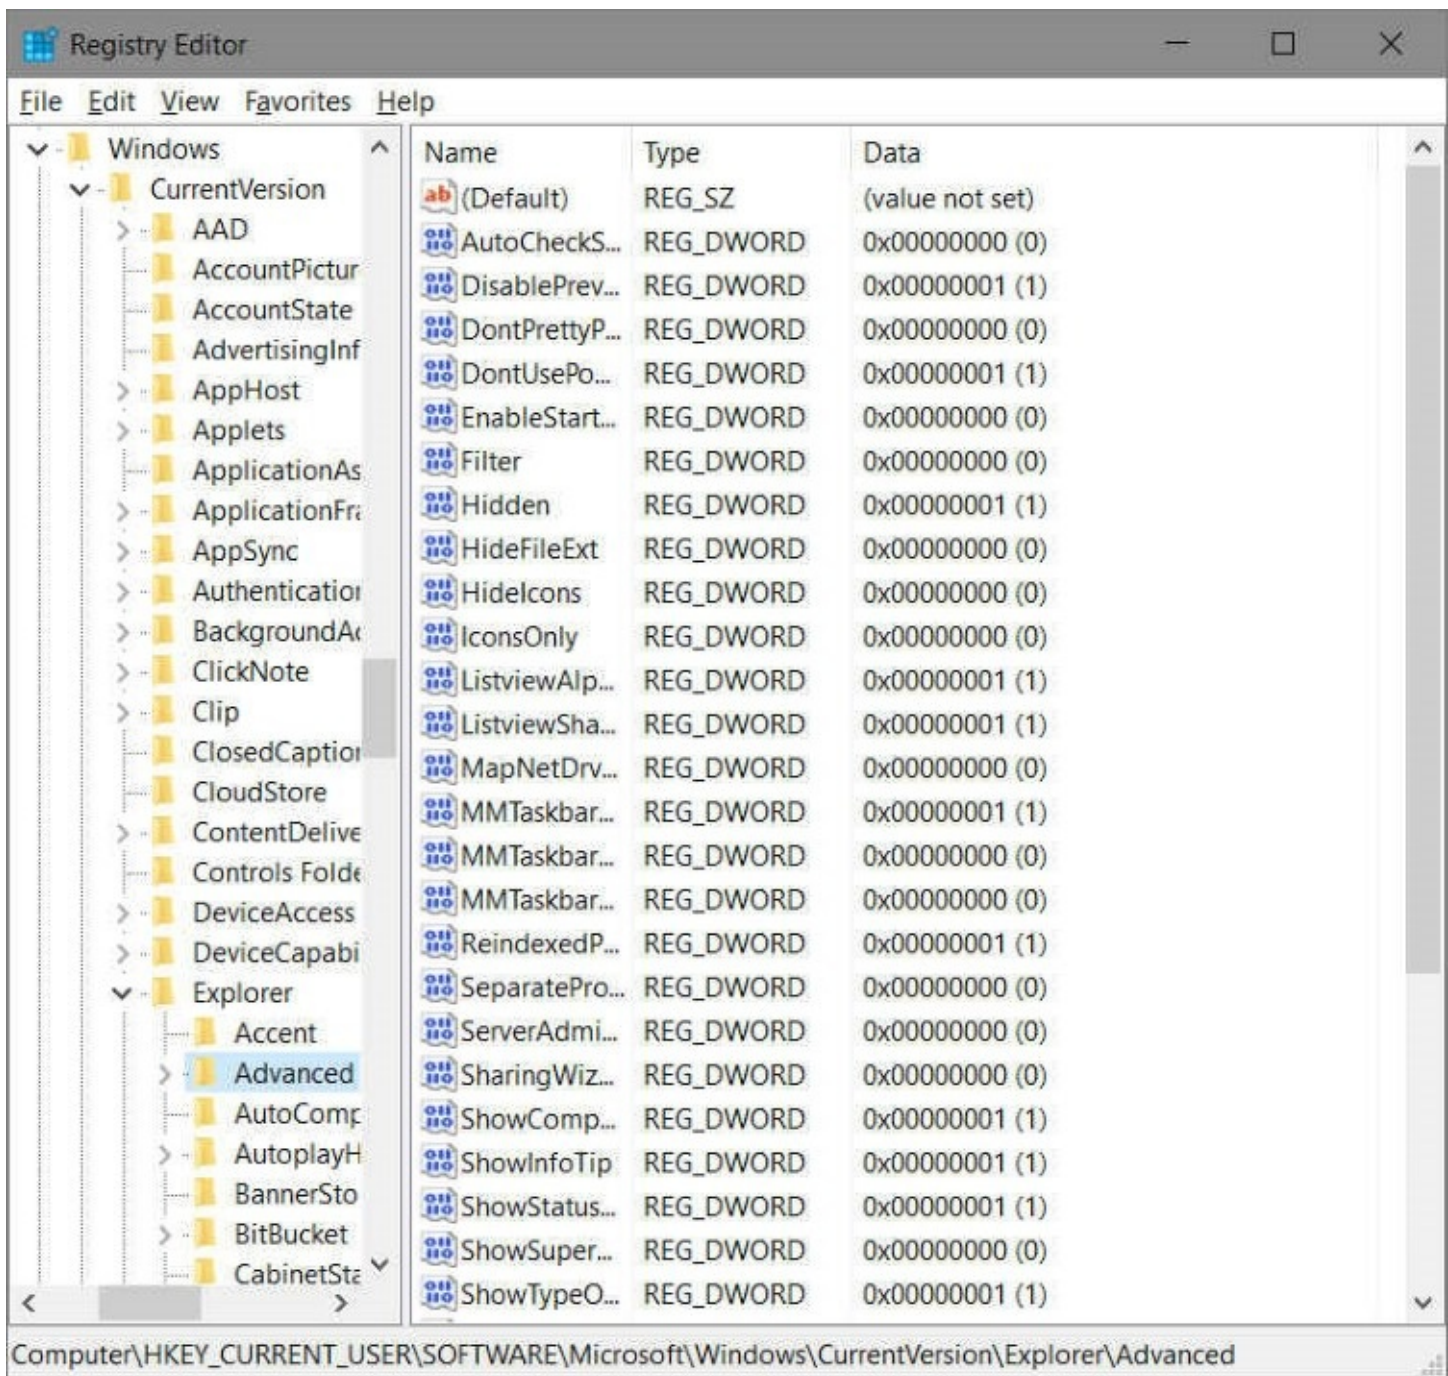 Registry Editor
File Edit View Favorites Help
Windows
CurrentVersion
AAD
AccountPictur
AccountState
AdvertisingInf
AppHost
Applets
ApplicationAs
ApplicationFra
AppSync
Authentication
BackgroundAc
ClickNote
Clip
ClosedCaption
CloudStore
ContentDelive
Controls Folde
DeviceAccess
DeviceCapabi
Explorer
Accent
Advanced
AutoComp
AutoplayH
BannerSto
BitBucket
CabinetSta
Name Type Data
(Default) REG_SZ (value not set)
AutoCheckS... REG_DWORD 0x00000000 (0)
DisablePrev... REG_DWORD 0x00000001 (1)
DontPrettyP... REG_DWORD 0x00000000 (0)
DontUsePo... REG_DWORD 0x00000001 (1)
EnableStart... REG_DWORD 0x00000000 (0)
Filter REG_DWORD 0x00000000 (0)
Hidden REG_DWORD 0x00000001 (1)
HideFileExt REG_DWORD 0x00000000 (0)
HideIcons REG_DWORD 0x00000000 (0)
IconsOnly REG_DWORD 0x00000000 (0)
ListviewAlp... REG_DWORD 0x00000001 (1)
ListviewSha... REG_DWORD 0x00000001 (1)
MapNetDrv... REG_DWORD 0x00000000 (0)
MMTaskbar... REG_DWORD 0x00000001 (1)
MMTaskbar... REG_DWORD 0x00000000 (0)
MMTaskbar... REG_DWORD 0x00000000 (0)
ReindexedP... REG_DWORD 0x00000001 (1)
SeparatePro... REG_DWORD 0x00000000 (0)
ServerAdmi... REG_DWORD 0x00000000 (0)
SharingWiz... REG_DWORD 0x00000000 (0)
ShowComp... REG_DWORD 0x00000001 (1)
ShowInfoTip REG_DWORD 0x00000001 (1)
ShowStatus... REG_DWORD 0x00000001 (1)
ShowSuper... REG_DWORD 0x00000000 (0)
ShowTypeO... REG_DWORD 0x00000001 (1)
Computer\HKEY_CURRENT_USER\SOFTWARE\Microsoft\Windows\CurrentVersion\Explorer\Advanced